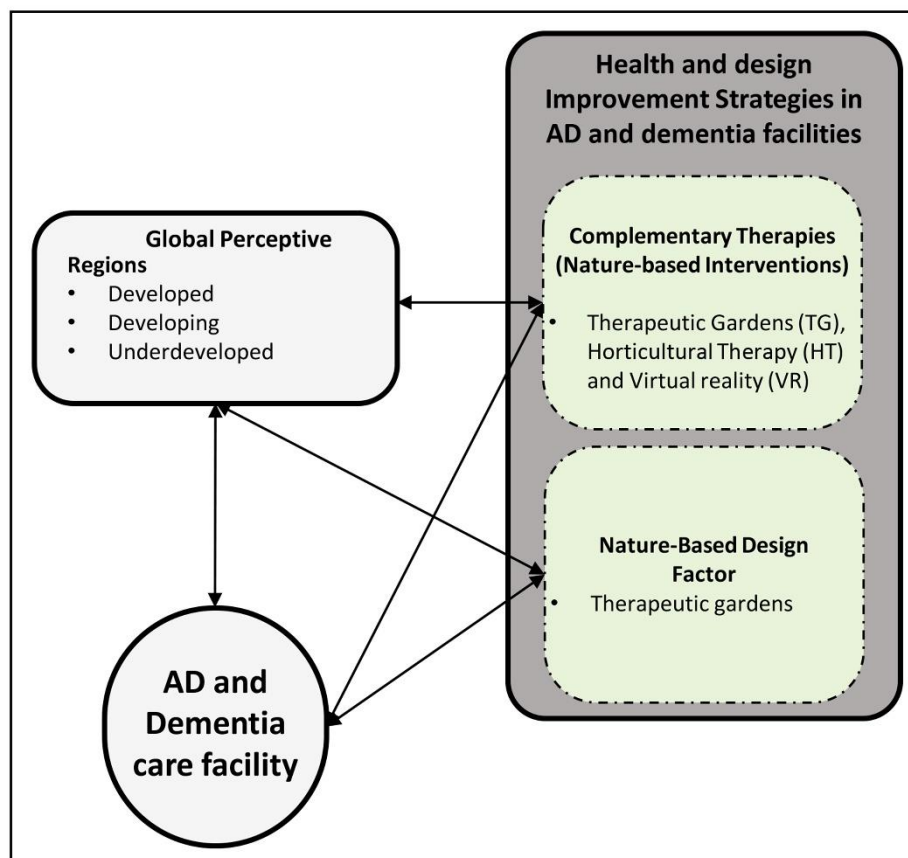 Health and design
Improvement Strategies in
AD and dementia facilities
Global Perceptive
Regions
• Developed
• Developing
• Underdeveloped
Complementary Therapies
(Nature-based Interventions)
• Therapeutic Gardens (TG),
Horticultural Therapy (HT)
and Virtual reality (VR)
Nature-Based Design
Factor
• Therapeutic gardens
AD and
Dementia
care facility